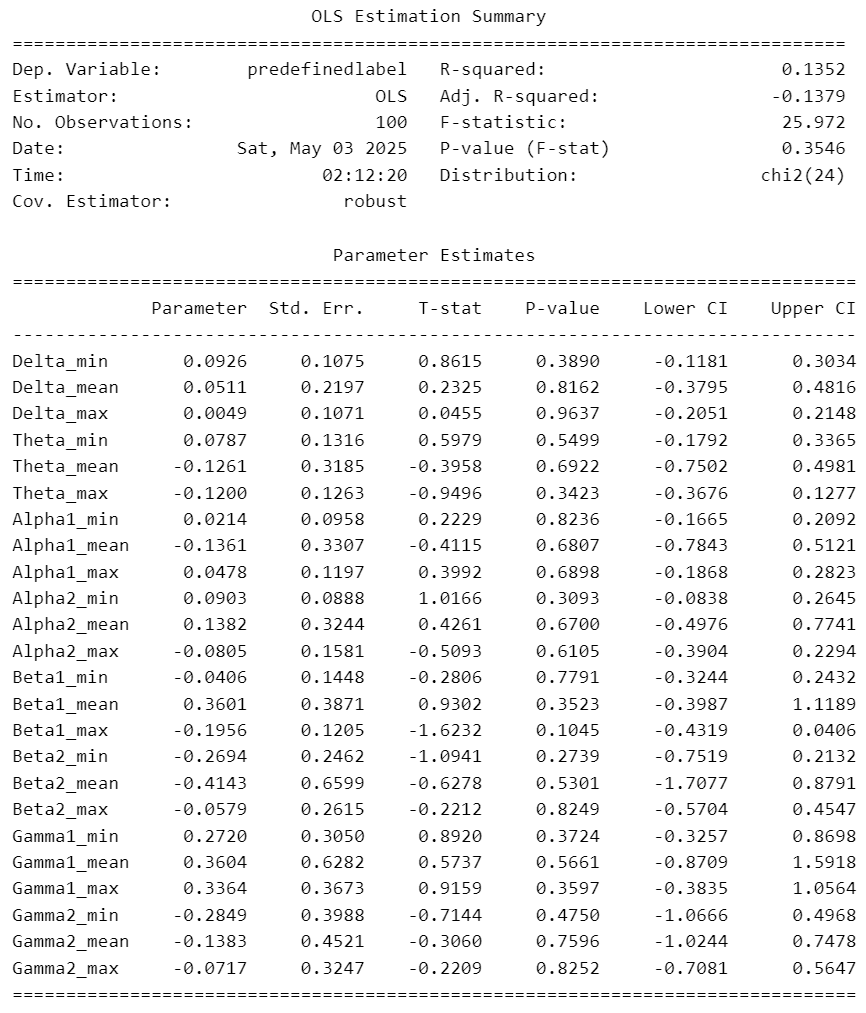 OLS Estimation Summary
==============================================================================
Dep. Variable: predefinedlabel R-squared: 0.1352
Estimator: OLS Adj. R-squared: -0.1379
No. Observations: 100 F-statistic: 25.972
Date: Sat, May 03 2025 P-value (F-stat) 0.3546
Time: 02:12:20 Distribution: chi2(24)
Cov. Estimator: robust
Parameter Estimates
===============================================================================
Parameter Std. Err. T-stat P-value Lower CI Upper CI
-------------------------------------------------------------------------------
Delta_min 0.0926 0.1075 0.8615 0.3890 -0.1181 0.3034
Delta_mean 0.0511 0.2197 0.2325 0.8162 -0.3795 0.4816
Delta_max 0.0049 0.1071 0.0455 0.9637 -0.2051 0.2148
Theta_min 0.0787 0.1316 0.5979 0.5499 -0.1792 0.3365
Theta_mean -0.1261 0.3185 -0.3958 0.6922 -0.7502 0.4981
Theta_max -0.1200 0.1263 -0.9496 0.3423 -0.3676 0.1277
Alpha1_min 0.0214 0.0958 0.2229 0.8236 -0.1665 0.2092
Alpha1_mean -0.1361 0.3307 -0.4115 0.6807 -0.7843 0.5121
Alpha1_max 0.0478 0.1197 0.3992 0.6898 -0.1868 0.2823
Alpha2_min 0.0903 0.0888 1.0166 0.3093 -0.0838 0.2645
Alpha2_mean 0.1382 0.3244 0.4261 0.6700 -0.4976 0.7741
Alpha2_max -0.0805 0.1581 -0.5093 0.6105 -0.3904 0.2294
Beta1_min -0.0406 0.1448 -0.2806 0.7791 -0.3244 0.2432
Beta1_mean 0.3601 0.3871 0.9302 0.3523 -0.3987 1.1189
Beta1_max -0.1956 0.1205 -1.6232 0.1045 -0.4319 0.0406
Beta2_min -0.2694 0.2462 -1.0941 0.2739 -0.7519 0.2132
Beta2_mean -0.4143 0.6599 -0.6278 0.5301 -1.7077 0.8791
Beta2_max -0.0579 0.2615 -0.2212 0.8249 -0.5704 0.4547
Gamma1_min 0.2720 0.3050 0.8920 0.3724 -0.3257 0.8698
Gamma1_mean 0.3604 0.6282 0.5737 0.5661 -0.8709 1.5918
Gamma1_max 0.3364 0.3673 0.9159 0.3597 -0.3835 1.0564
Gamma2_min -0.2849 0.3988 -0.7144 0.4750 -1.0666 0.4968
Gamma2_mean -0.1383 0.4521 -0.3060 0.7596 -1.0244 0.7478
Gamma2_max -0.0717 0.3247 -0.2209 0.8252 -0.7081 0.5647
===============================================================================